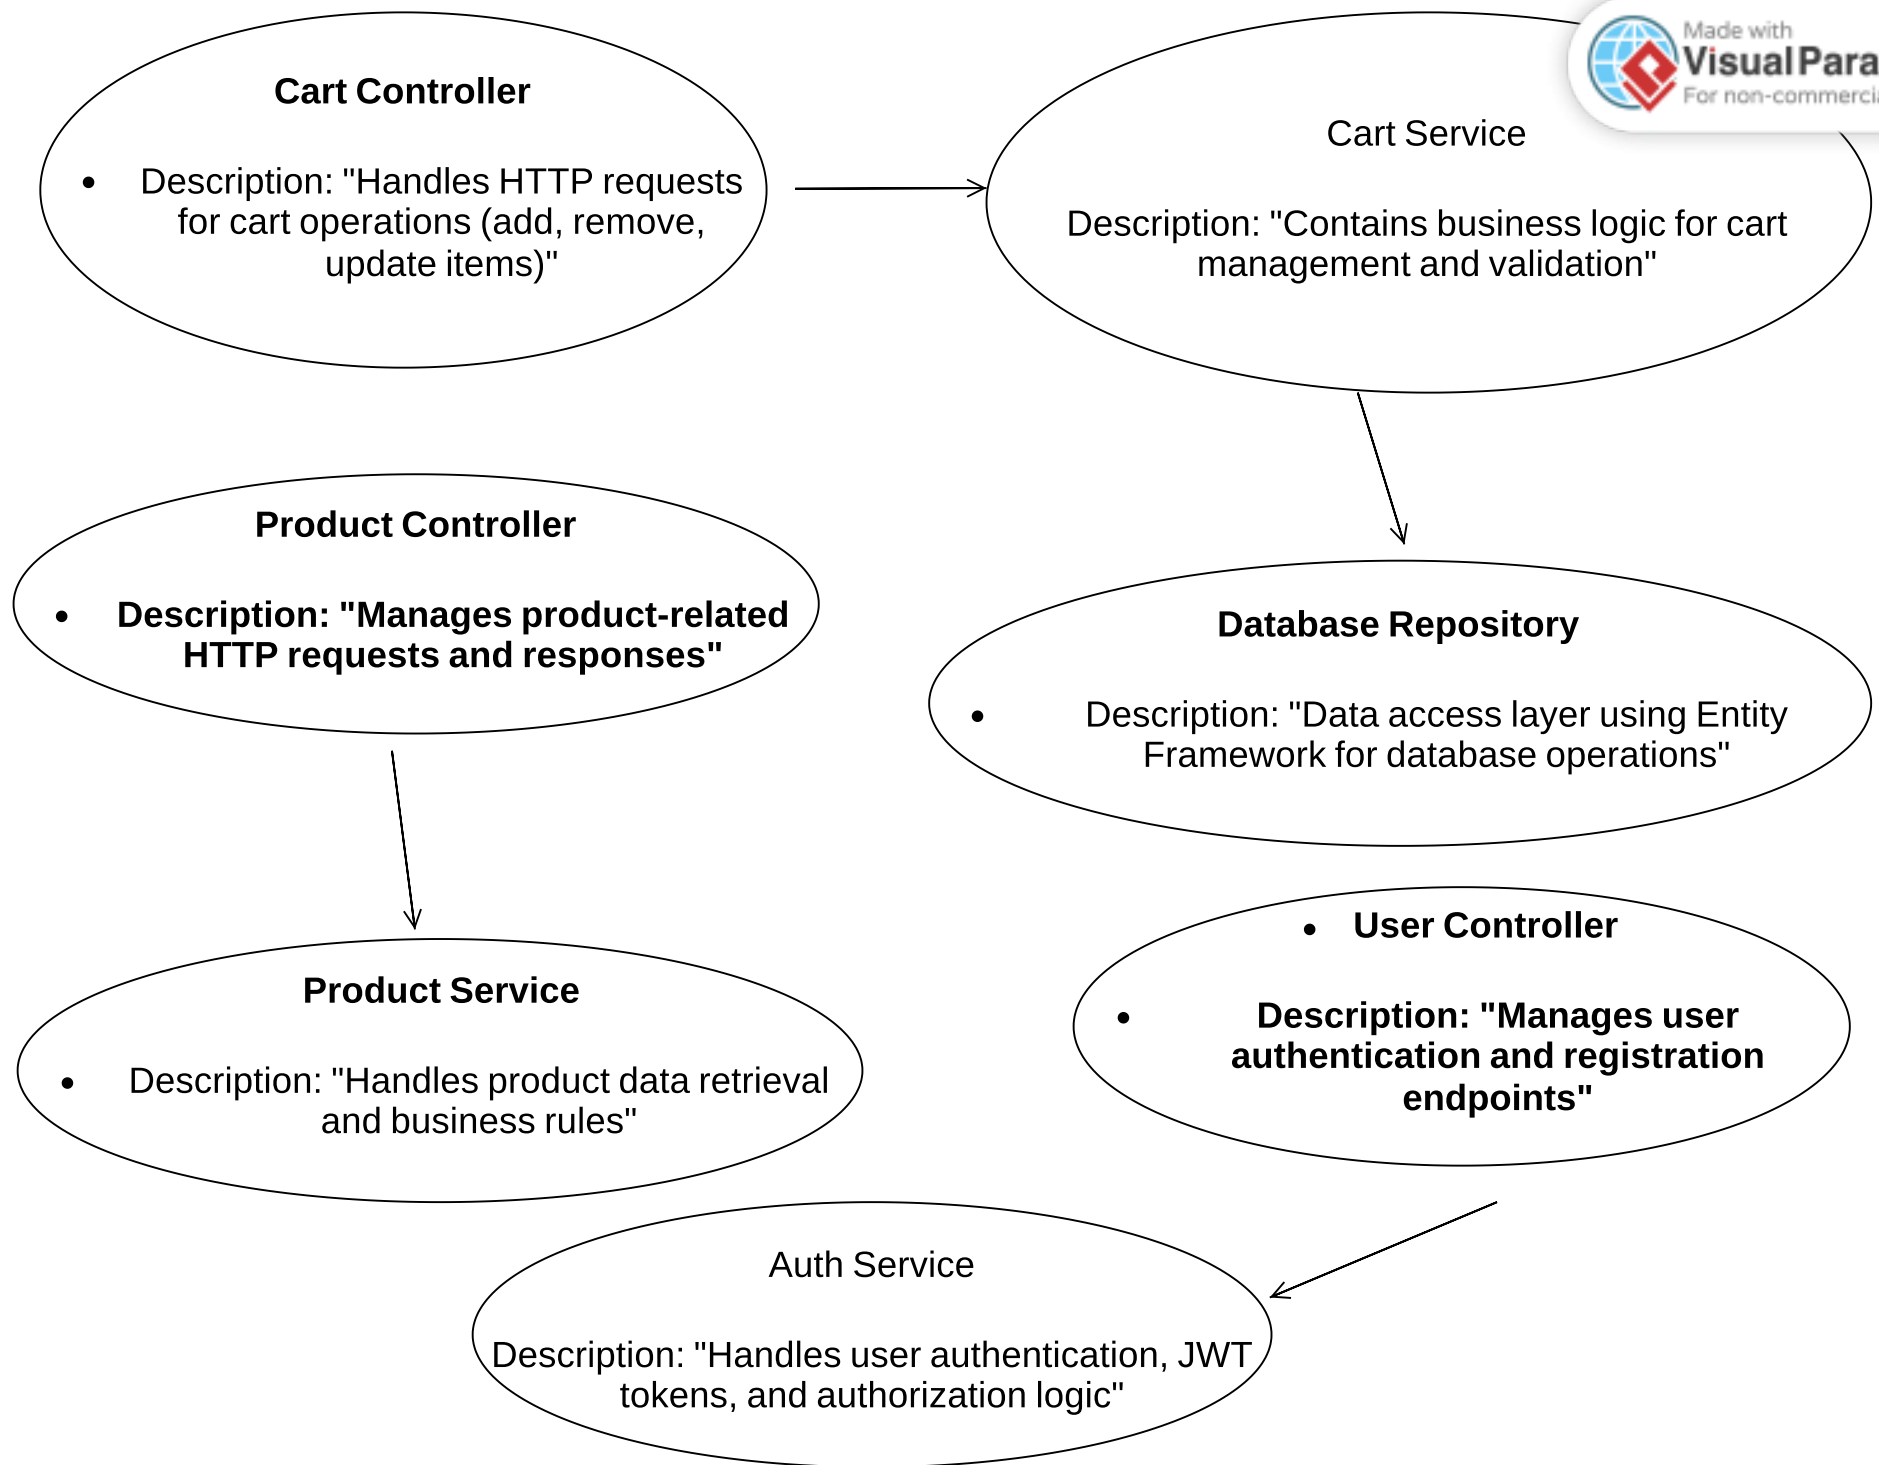 Made with
Visual Para
For non-commercia
Cart Controller
• Description: "Handles HTTP requests
for cart operations (add, remove,
update items)"
Cart Service
Description: "Contains business logic for cart
management and validation"
Product Controller
• Description: "Manages product-related
HTTP requests and responses"
Database Repository
• Description: "Data access layer using Entity
Framework for database operations"
• User Controller
• Description: "Manages user
authentication and registration
endpoints"
Product Service
• Description: "Handles product data retrieval
and business rules"
Auth Service
Description: "Handles user authentication, JWT
tokens, and authorization logic"